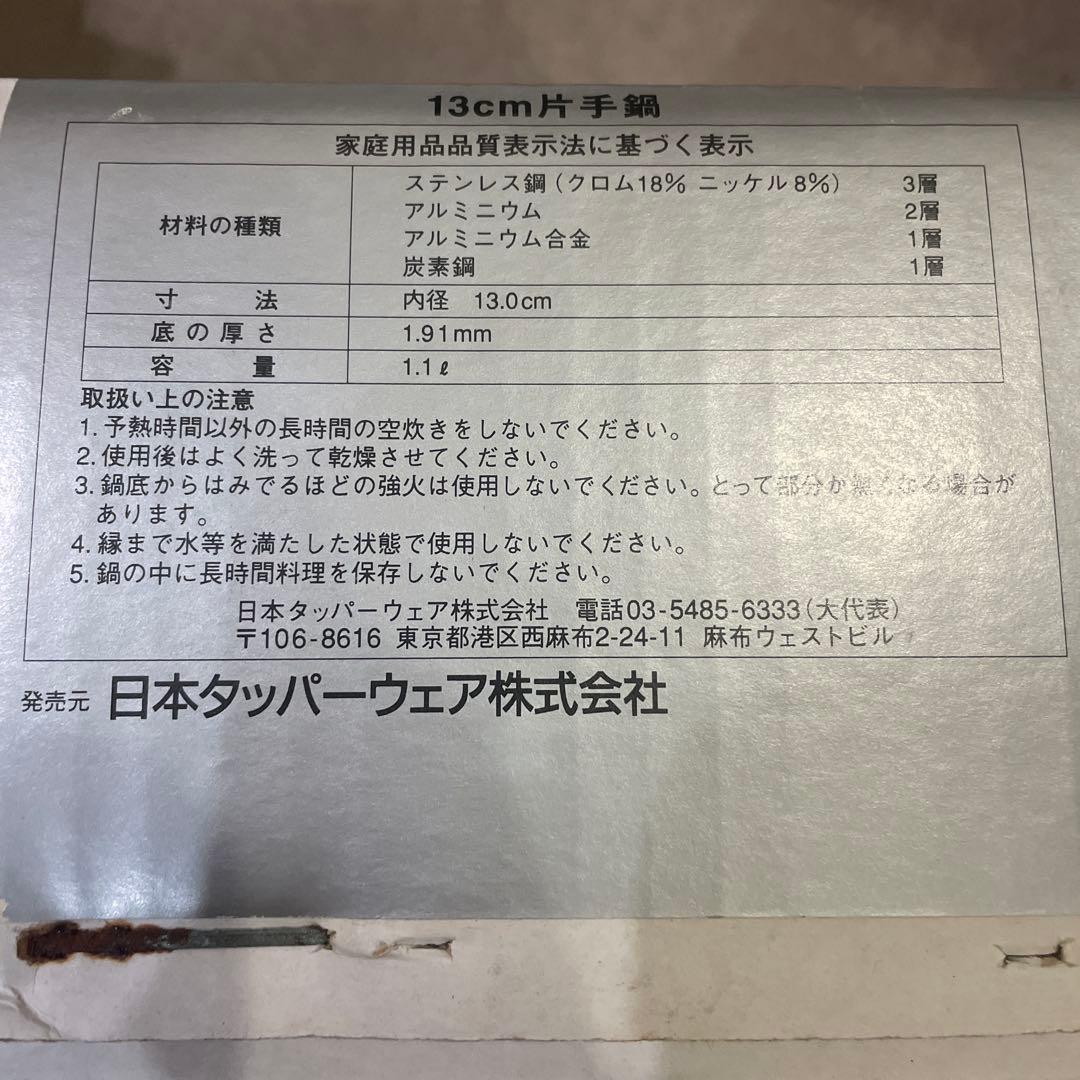 13cm片手鍋
家庭用品品質表示法に基づく表示
材料の種類
ステンレス鋼(クロム18% ニッケル8%) 3層
アルミニウム 2層
アルミニウム合金 1層
炭素鋼 1層
寸法 内径 13.0cm
底の厚さ 1.91mm
容量 1.1ℓ
取扱い上の注意
1.予熱時間以外の長時間の空炊きをしないでください。
2.使用後はよく洗って乾燥させてください。
3.鍋底からはみでるほどの強火は使用しないでください。とって部分が黒くなる場合が
あります。
4.縁まで水等を満たした状態で使用しないでください。
5.鍋の中に長時間料理を保存しないでください。
日本タッパーウェア株式会社 電話03-5485-6333(大代表)
〒106-8616 東京都港区西麻布2-24-11 麻布ウェストビル
発売元 日本タッパーウェア株式会社